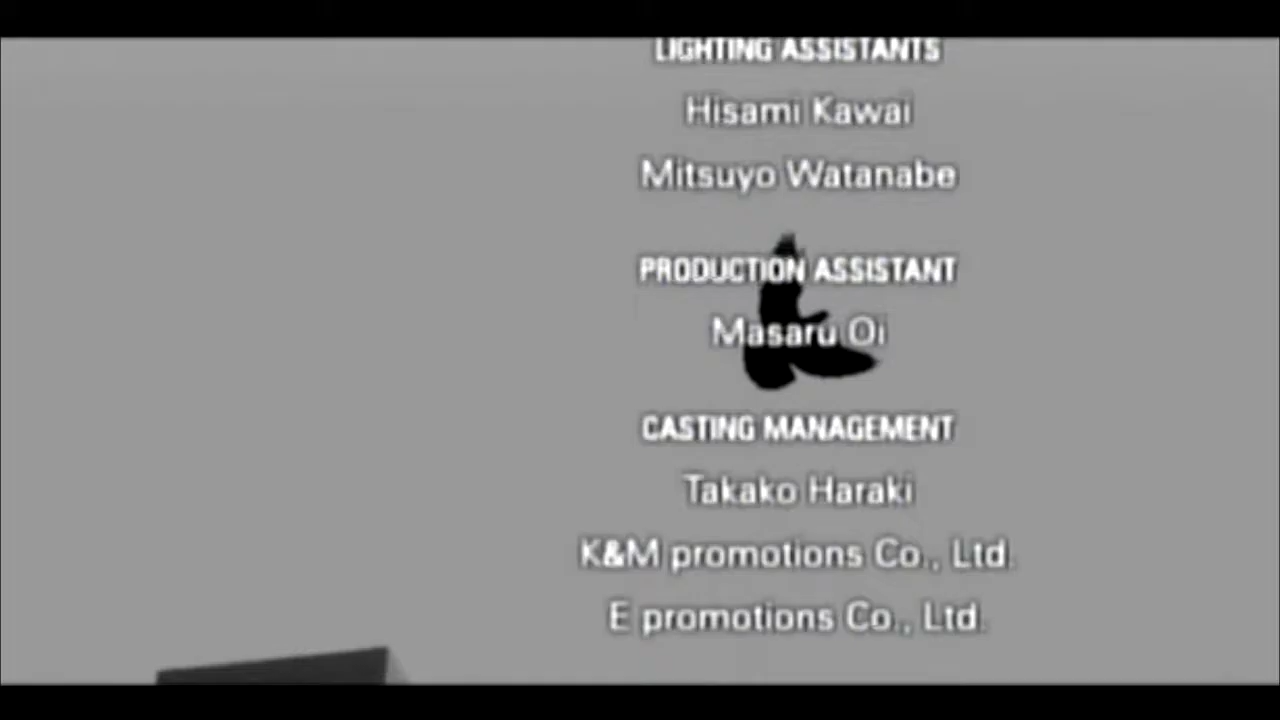 LIGHTING ASSISTANTS
Hisami Kawai
Mitsuyo Watanabe
PRODUCTION ASSISTANT
Masaru Oi
CASTING MANAGEMENT
Takako Haraki
K&M promotions Co., Ltd.
E promotions Co., Ltd.